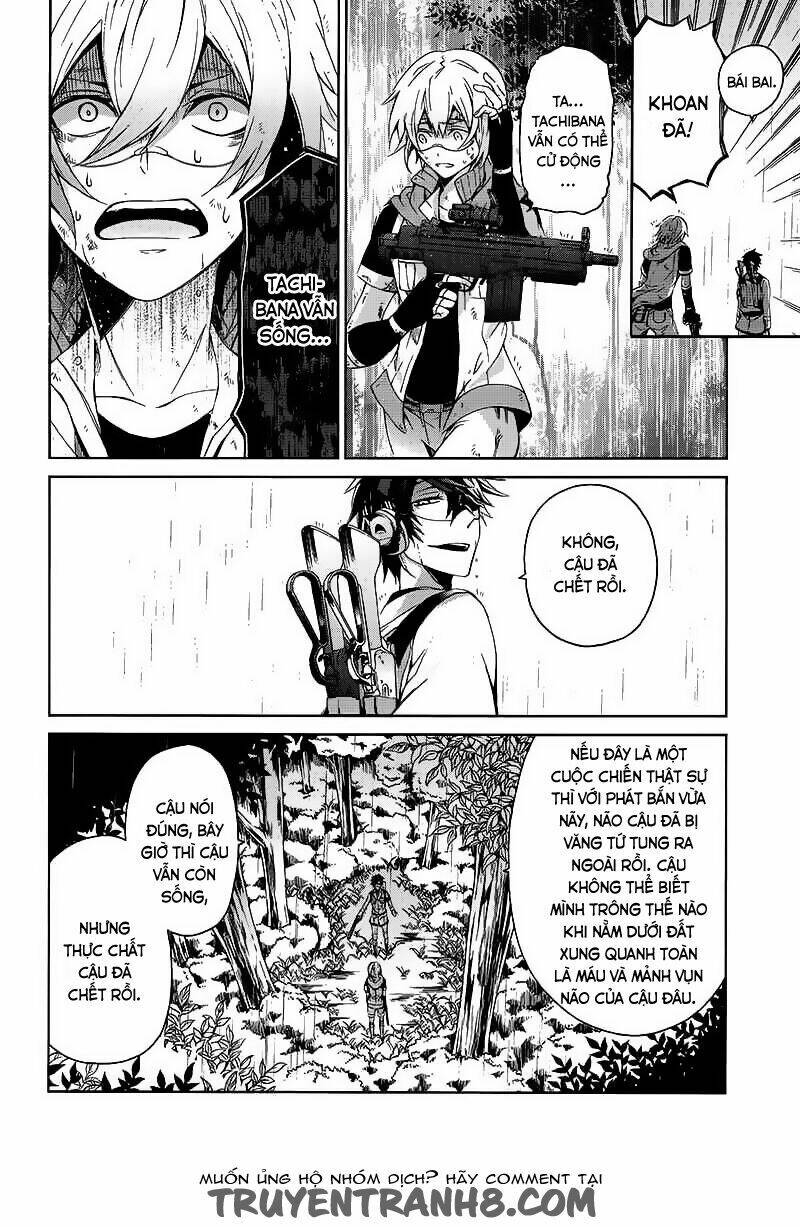 BÁI BAI.
KHOAN
ĐÃ!
TA...
TACHIBANA
VẪN CÓ THỂ
CỬ ĐỘNG
...
TACHI-
BANA VẪN
SỐNG...
KHÔNG,
CẬU ĐÃ
CHẾT RỒI.
NẾU ĐÂY LÀ MỘT
CUỘC CHIẾN THẬT SỰ
THÌ VỚI PHÁT BẮN VỪA
NÃY, NÃO CẬU ĐÃ BỊ
VĂNG TỨ TUNG RA
NGOÀI RỒI. CẬU
KHÔNG THỂ BIẾT
MÌNH TRÔNG THẾ NÀO
KHI NẰM DƯỚI ĐẤT
XUNG QUANH TOÀN
LÀ MÁU VÀ MẢNH VỤN
NÃO CỦA CẬU ĐÂU.
CẬU NÓI
ĐÚNG, BÂY
GIỜ THÌ CẬU
VẪN CÒN
SỐNG,
NHƯNG
THỰC CHẤT
CẬU ĐÃ
CHẾT RỒI.
MUỐN ỦNG HỘ NHÓM DỊCH? HÃY COMMENT TẠI
TRUYENTRANH8.COM